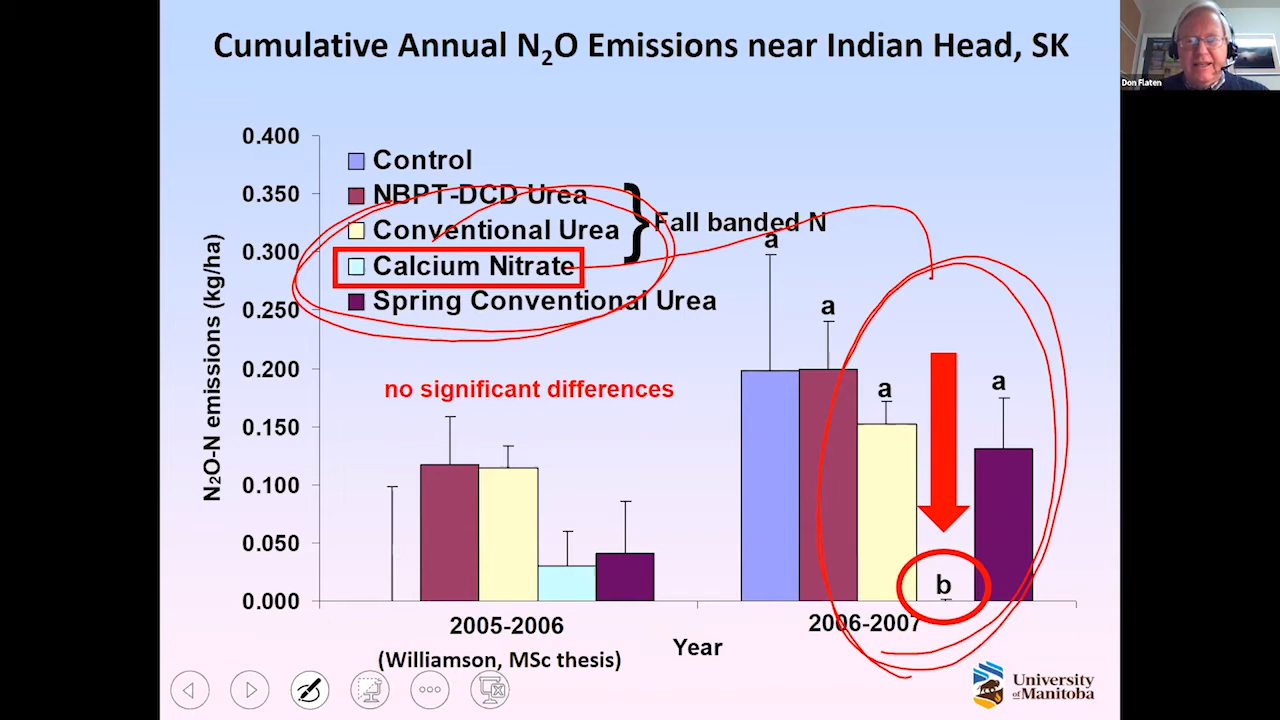 Cumulative Annual N₂O Emissions near Indian Head, SK
Don Flaten
0.400
0.350
0.300
0.250
0.200
0.150
0.100
0.050
0.000
N₂O-N emissions (kg/ha)
Control
NBPT-DCD Urea
Conventional Urea
Calcium Nitrate
Spring Conventional Urea
} Fall banded N
no significant differences
a
a
a
b
a
2005-2006
2006-2007
Year
(Williamson, MSc thesis)
University
of Manitoba